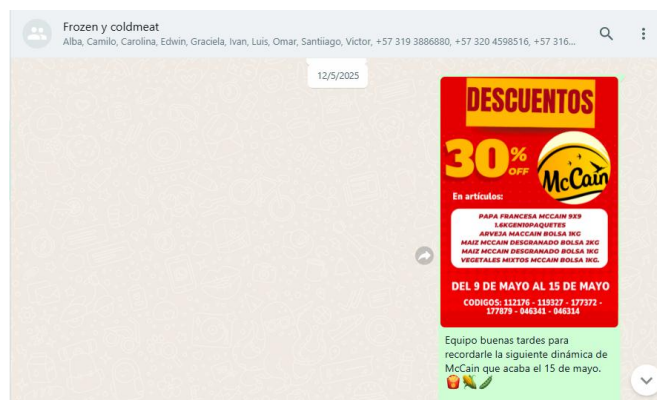 Frozen y coldmeat
Alba, Camilo, Carolina, Edwin, Graciela, Ivan, Luis, Omar, Santiiago, Victor, +57 319 3886880, +57 320 4598516, +57 316...
12/5/2025
DESCUENTOS
30%
OFF
McCain
En artículos:
PAPA FRANCESA MCCAIN 9X9
1.6KGEN10PAQUETES
ARVEJA MACCAIN BOLSA 1KG
MAIZ MCCAIN DESGRANADO BOLSA 2KG
MAIZ MCCAIN DESGRANADO BOLSA 1KG
VEGETALES MIXTOS MCCAIN BOLSA 1KG.
DEL 9 DE MAYO AL 15 DE MAYO
CODIGOS: 112176 - 119327 - 177372 -
177879 - 046341 - 046314
Equipo buenas tardes para
recordarle la siguiente dinámica de
McCain que acaba el 15 de mayo.
🍟🌽🫛